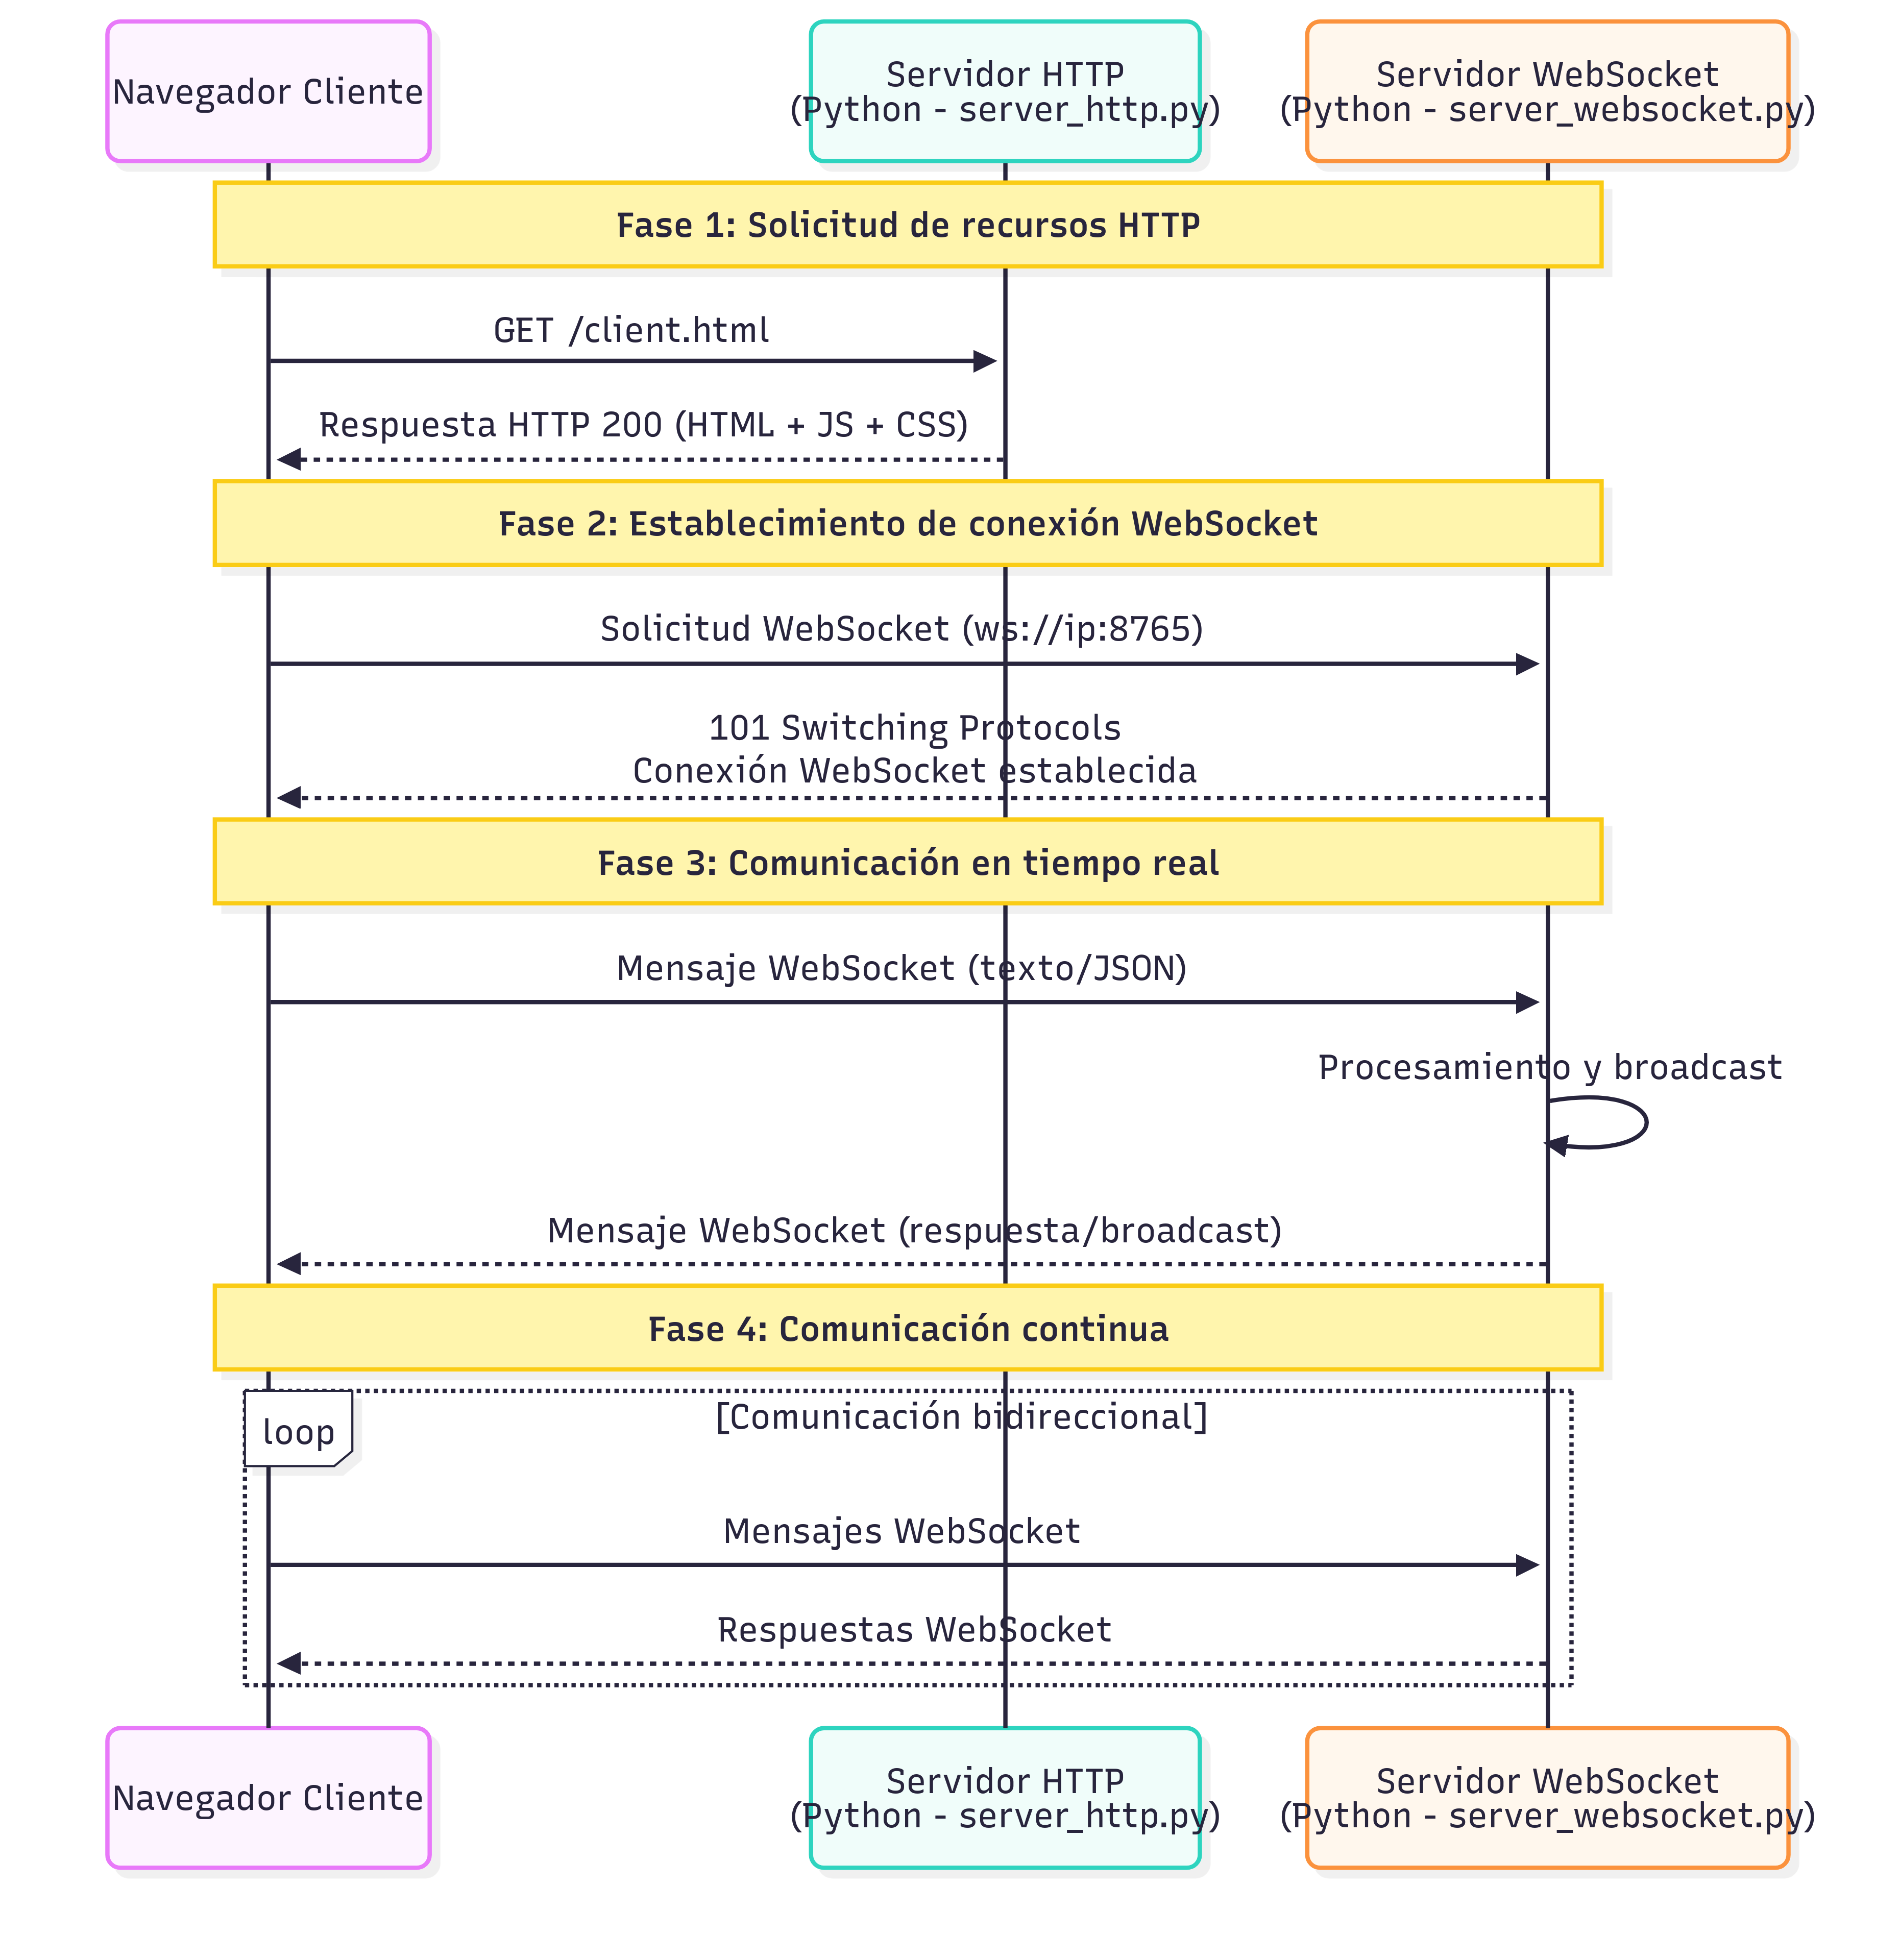 Navegador Cliente
Servidor HTTP
(Python - server_http.py)
Servidor WebSocket
(Python - server_websocket.py)
Fase 1: Solicitud de recursos HTTP
GET /client.html
Respuesta HTTP 200 (HTML + JS + CSS)
Fase 2: Establecimiento de conexión WebSocket
Solicitud WebSocket (ws://ip:8765)
101 Switching Protocols
Conexión WebSocket establecida
Fase 3: Comunicación en tiempo real
Mensaje WebSocket (texto/JSON)
Procesamiento y broadcast
Mensaje WebSocket (respuesta/broadcast)
Fase 4: Comunicación continua
loop
[Comunicación bidireccional]
Mensajes WebSocket
Respuestas WebSocket
Navegador Cliente
Servidor HTTP
(Python - server_http.py)
Servidor WebSocket
(Python - server_websocket.py)